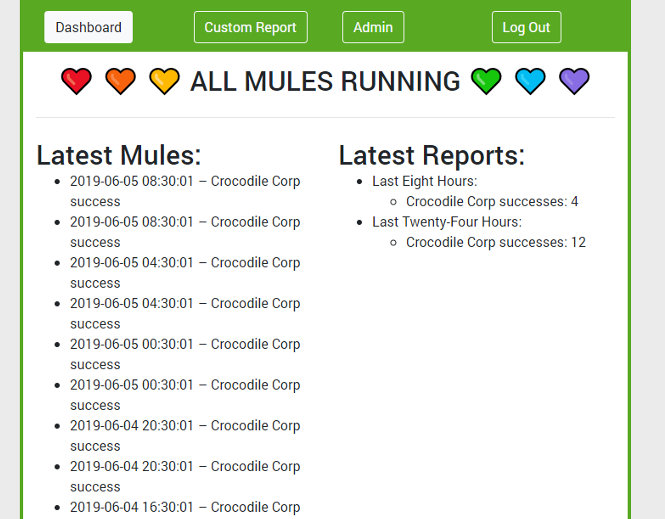 Dashboard Custom Report Admin Log Out
ALL MULES RUNNING
Latest Mules:
2019-06-05 08:30:01 – Crocodile Corp
success
2019-06-05 08:30:01 – Crocodile Corp
success
2019-06-05 04:30:01 – Crocodile Corp
success
2019-06-05 04:30:01 – Crocodile Corp
success
2019-06-05 00:30:01 – Crocodile Corp
success
2019-06-05 00:30:01 – Crocodile Corp
success
2019-06-04 20:30:01 – Crocodile Corp
success
2019-06-04 20:30:01 – Crocodile Corp
success
2019-06-04 16:30:01 – Crocodile Corp
Latest Reports:
Last Eight Hours:
Crocodile Corp successes: 4
Last Twenty-Four Hours:
Crocodile Corp successes: 12